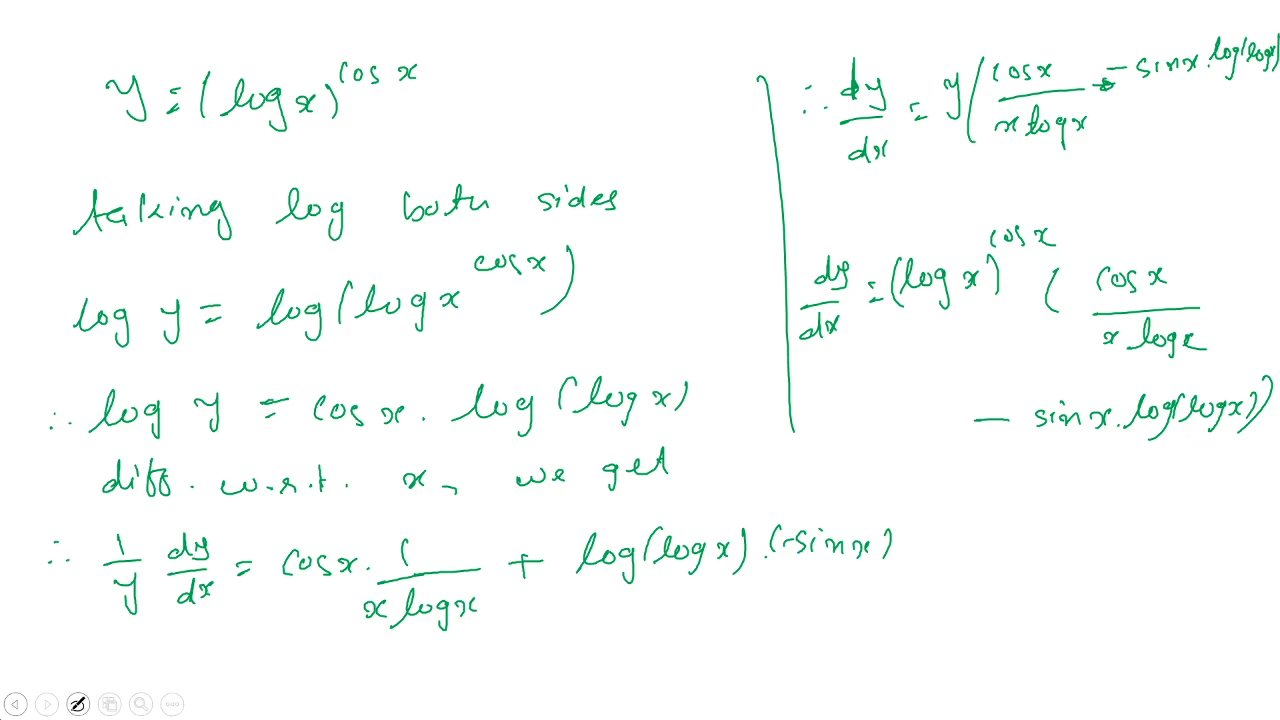 y = (log x)^cos x
taking log both sides
log y = log(log x^cos x)
∴ log y = cos x . log (log x)
diff. w.r.t. x, we get
∴ 1/y dy/dx = cos x . 1/(x log x) + log(log x) . (-sin x)
∴ dy/dx = y( cos x/(x log x) - sin x . log(log x)
dy/dx = (log x)^cos x ( cos x/(x log x)
- sin x . log(log x))